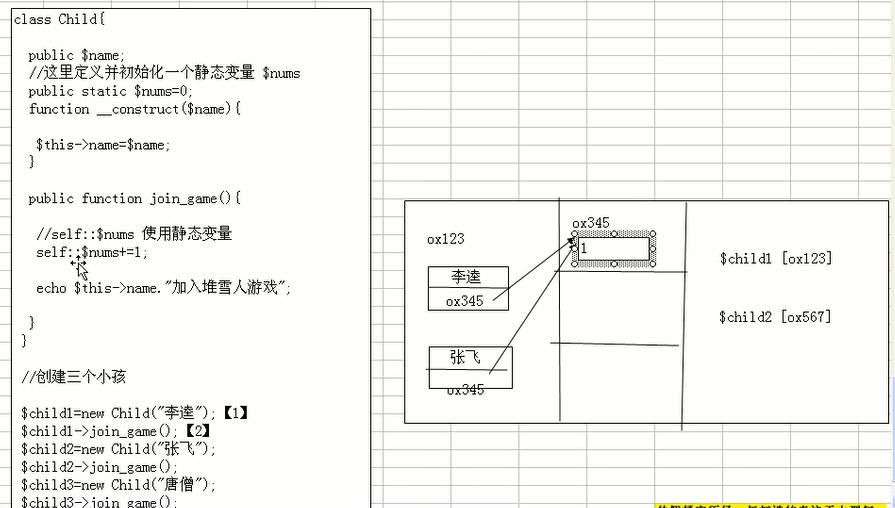 class Child{
public $name;
//这里定义并初始化一个静态变量 $nums
public static $nums=0;
function __construct($name){
$this->name=$name;
}
public function join_game(){
//self::$nums 使用静态变量
self::$nums+=1;
echo $this->name."加入堆雪人游戏";
}
}
//创建三个小孩
$child1=new Child("李逵");【1】
$child1->join_game();【2】
$child2=new Child("张飞");
$child2->join_game();
$child3=new Child("唐僧");
$child3->join_game();
ox123
李逵
ox345
张飞
ox345
ox345
1
$child1 [ox123]
$child2 [ox567]